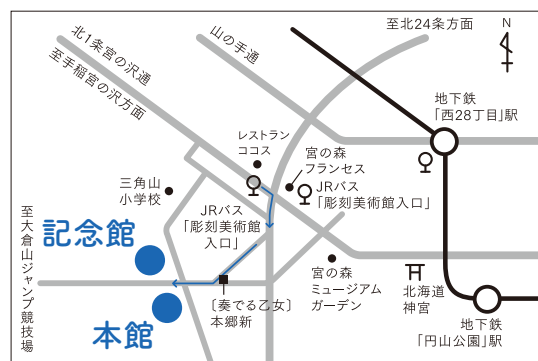 至北24条方面
N
山の手通
北1条宮の沢通
至手稲宮の沢方面
地下鉄
「西28丁目」駅
レストラン
ココス
宮の森
フランセス
JRバス
「彫刻美術館
入口」
三角山
小学校
JRバス
「彫刻美術館
入口」
至大倉山ジャンプ競技場
記念館
本館
[奏でる乙女]
本郷新
宮の森
ミュージアム
ガーデン
北海道
神宮
地下鉄
「円山公園」駅